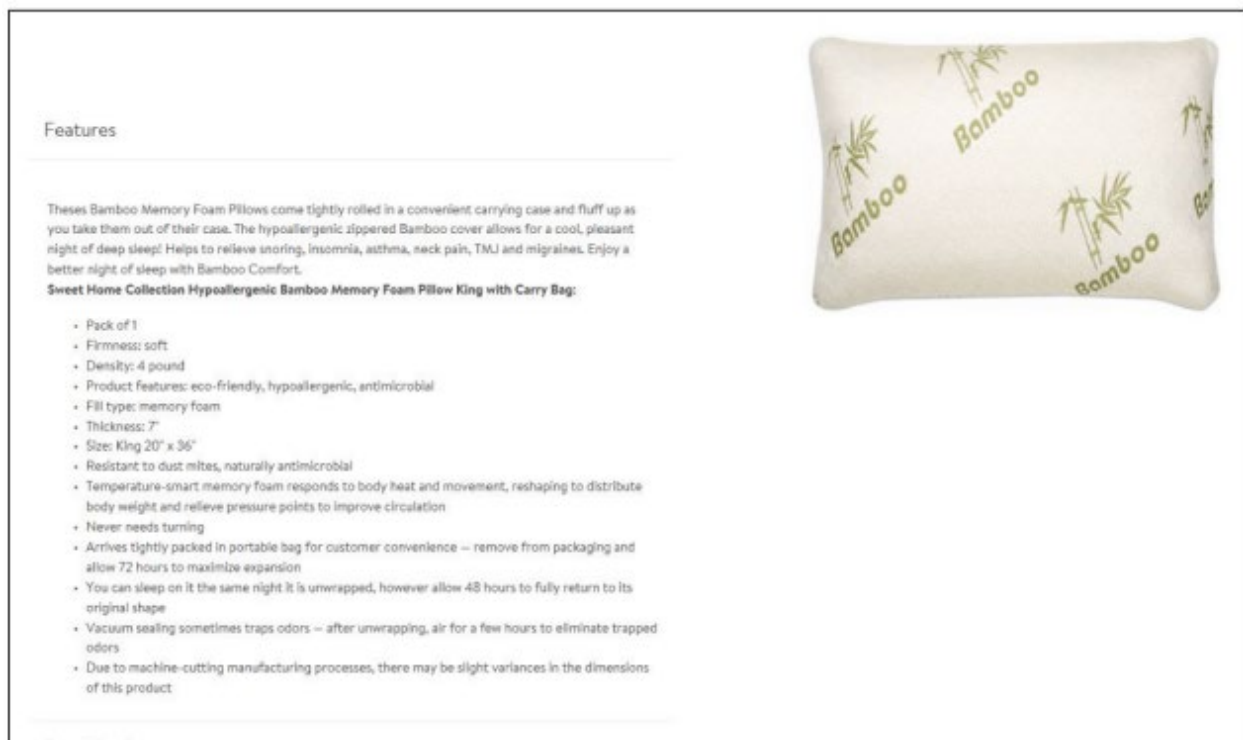 Features
Theses Bamboo Memory Foam Pillows come tightly rolled in a convenient carrying case and fluff up as
you take them out of their case. The hypoallergenic zippered Bamboo cover allows for a cool, pleasant
night of deep sleep! Helps to relieve snoring, insomnia, asthma, neck pain, TMJ and migraines. Enjoy a
better night of sleep with Bamboo Comfort.
Sweet Home Collection Hypoallergenic Bamboo Memory Foam Pillow King with Carry Bag:
• Pack of 1
• Firmness: soft
• Density: 4 pound
• Product features: eco-friendly, hypoallergenic, antimicrobial
• Fill type: memory foam
• Thickness: 7"
• Size: King 20" x 36"
• Resistant to dust mites, naturally antimicrobial
• Temperature-smart memory foam responds to body heat and movement, reshaping to distribute
body weight and relieve pressure points to improve circulation
• Never needs turning
• Arrives tightly packed in portable bag for customer convenience — remove from packaging and
allow 72 hours to maximize expansion
• You can sleep on it the same night it is unwrapped, however allow 48 hours to fully return to its
original shape
• Vacuum sealing sometimes traps odors — after unwrapping, air for a few hours to eliminate trapped
odors
• Due to machine-cutting manufacturing processes, there may be slight variances in the dimensions
of this product
Bamboo
Bamboo
Bamboo